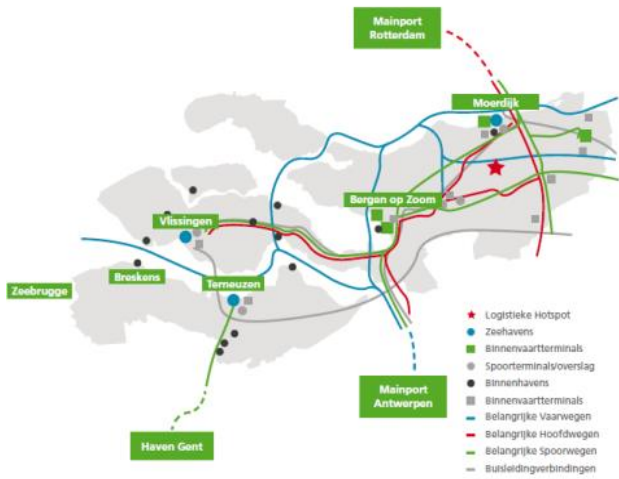 Mainport
Rotterdam
Moerdijk
Bergen op Zoom
Vlissingen
Breskens
Terneuzen
Zeebrugge
Mainport
Antwerpen
Haven Gent
Logistieke Hotspot
Zeehavens
Binnenvaartterminals
Spoorterminals/overslag
Binnenhavens
Binnenvaartterminals
Belangrijke Vaarwegen
Belangrijke Hoofdwegen
Belangrijke Spoorwegen
Buisleidingverbindingen